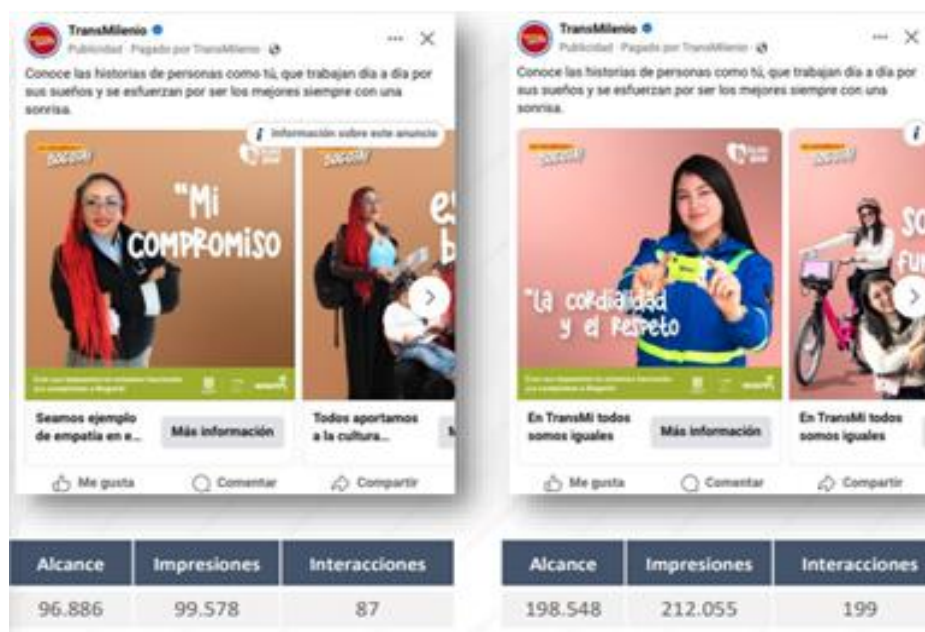 TransMilenio
Publicidad · Pagado por TransMilenio ·
Conoce las historias de personas como tú, que trabajan día a día por
sus sueños y se esfuerzan por ser los mejores siempre con una
sonrisa.
Información sobre este anuncio
BOGOTÁ
"Mi
COMPROMISO
BOGOTÁ
e
b
Seamos ejemplo
de empatía en e...
Más información
Todos aportamos
a la cultura...
M
Me gusta
Comentar
Compartir
Alcance Impresiones Interacciones
96.886 99.578 87
TransMilenio
Publicidad · Pagado por TransMilenio ·
Conoce las historias de personas como tú, que trabajan día a día por
sus sueños y se esfuerzan por ser los mejores siempre con una
sonrisa.
BOGOTÁ
"la cordialidad
y el Respeto
BOGOTÁ
so
fu
En TransMi todos
somos iguales
Más información
En TransMi todos
somos iguales
Me gusta
Comentar
Compartir
Alcance Impresiones Interacciones
198.548 212.055 199